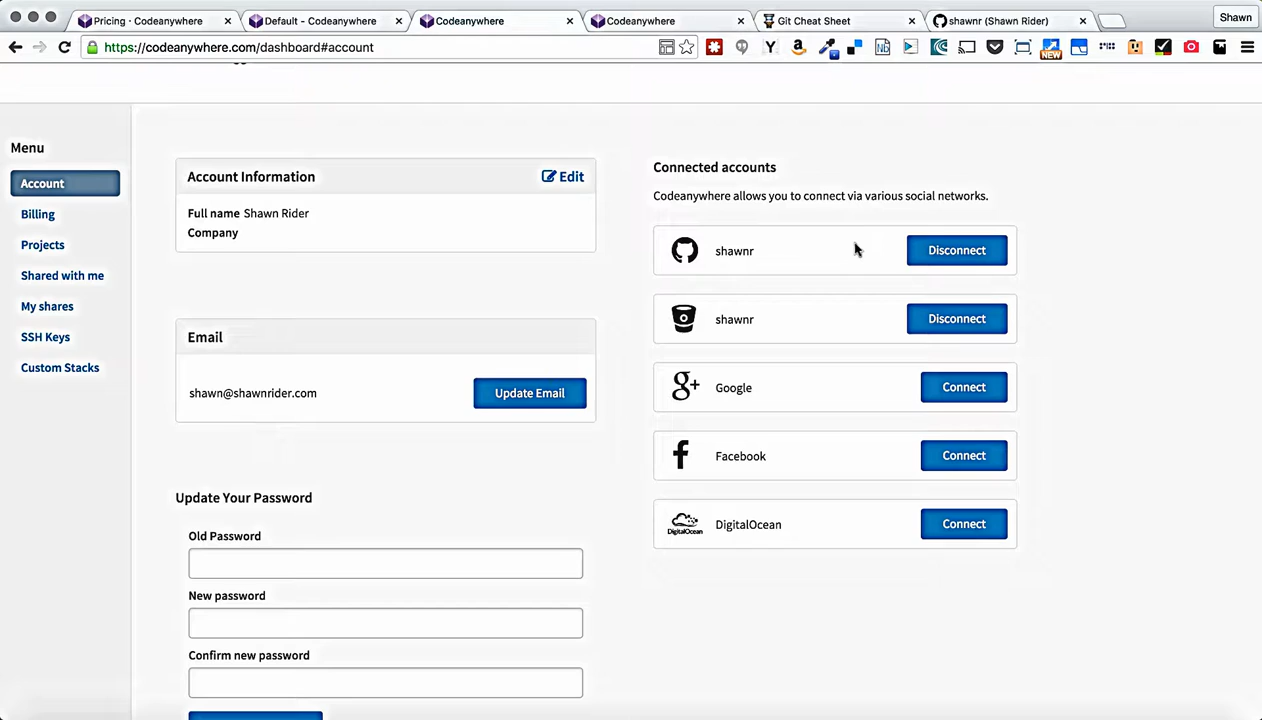 Pricing · Codeanywhere
Default - Codeanywhere
Codeanywhere
Codeanywhere
Git Cheat Sheet
shawnr (Shawn Rider)
Shawn
https://codeanywhere.com/dashboard#account
NEW
Menu
Account
Billing
Projects
Shared with me
My shares
SSH Keys
Custom Stacks
Account Information
Edit
Full name Shawn Rider
Company
Email
shawn@shawnrider.com
Update Email
Update Your Password
Old Password
New password
Confirm new password
Connected accounts
Codeanywhere allows you to connect via various social networks.
shawnr
Disconnect
shawnr
Disconnect
Google
Connect
Facebook
Connect
DigitalOcean
DigitalOcean
Connect